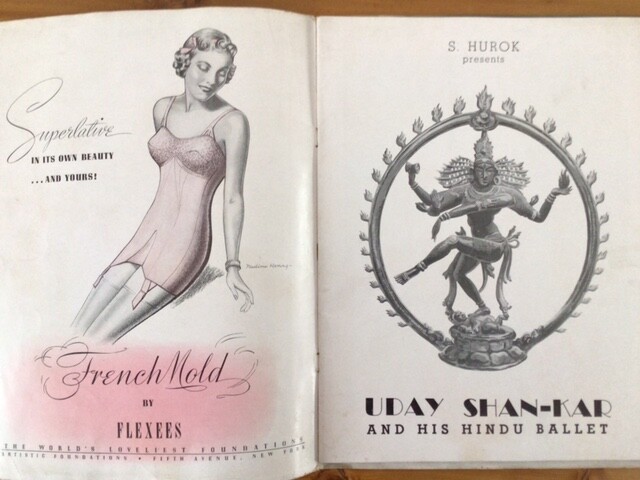 Superlative
IN ITS OWN BEAUTY
...AND YOURS!
French Mold
BY
FLEXEES
THE WORLD'S LOVELIEST FOUNDATIONS
ARTISTIC FOUNDATIONS • FIFTH AVENUE, NEW YORK
S. HUROK
presents
UDAY SHAN-KAR
AND HIS HINDU BALLET